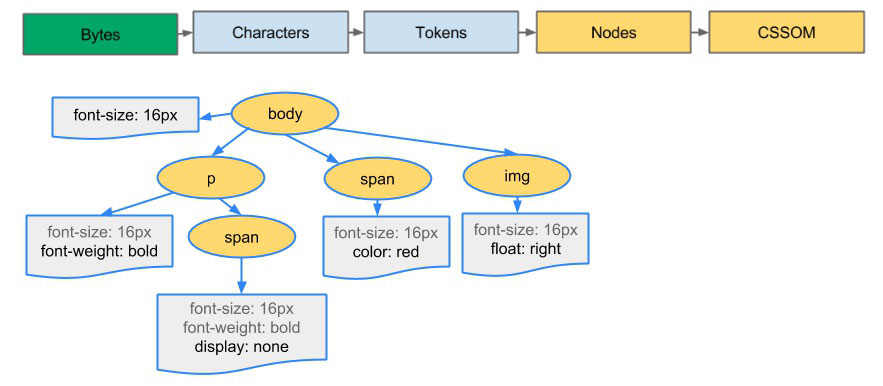 Bytes
Characters
Tokens
Nodes
CSSOM
font-size: 16px
body
p
span
img
font-size: 16px
font-weight: bold
span
font-size: 16px
color: red
font-size: 16px
float: right
font-size: 16px
font-weight: bold
display: none